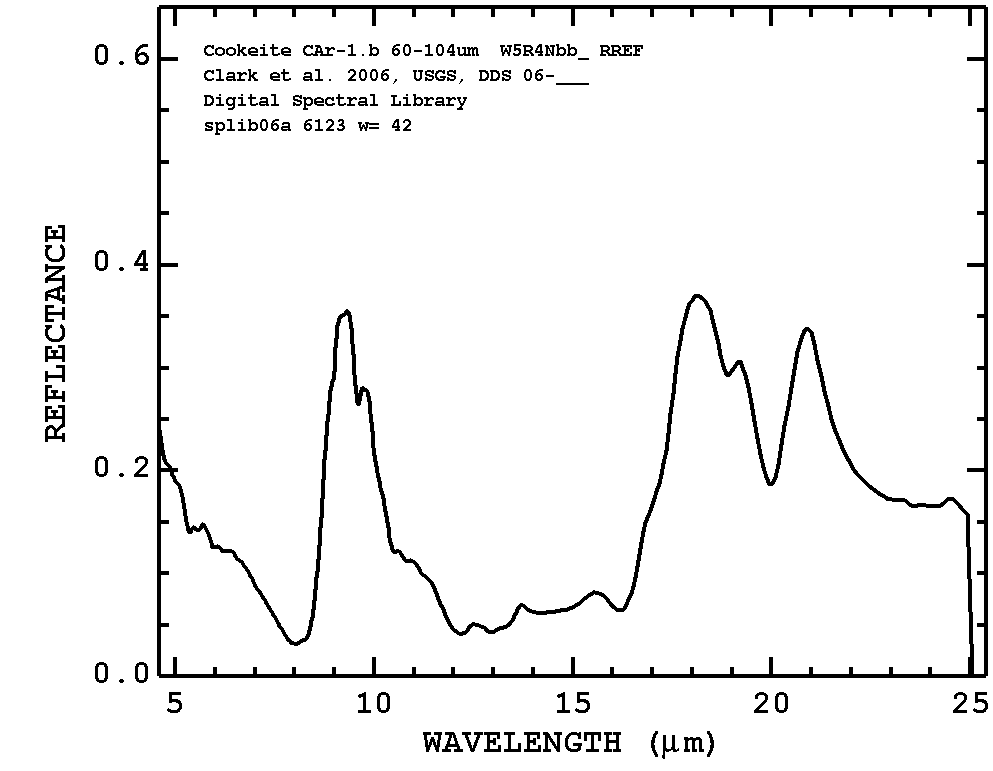 Cookeite CAr-1.b 60-104um W5R4Nbb_ RREF
Clark et al. 2006, USGS, DDS 06-___
Digital Spectral Library
splib06a 6123 w= 42
REFLECTANCE
0.6
0.4
0.2
0.0
5 10 15 20 25
WAVELENGTH (µm)